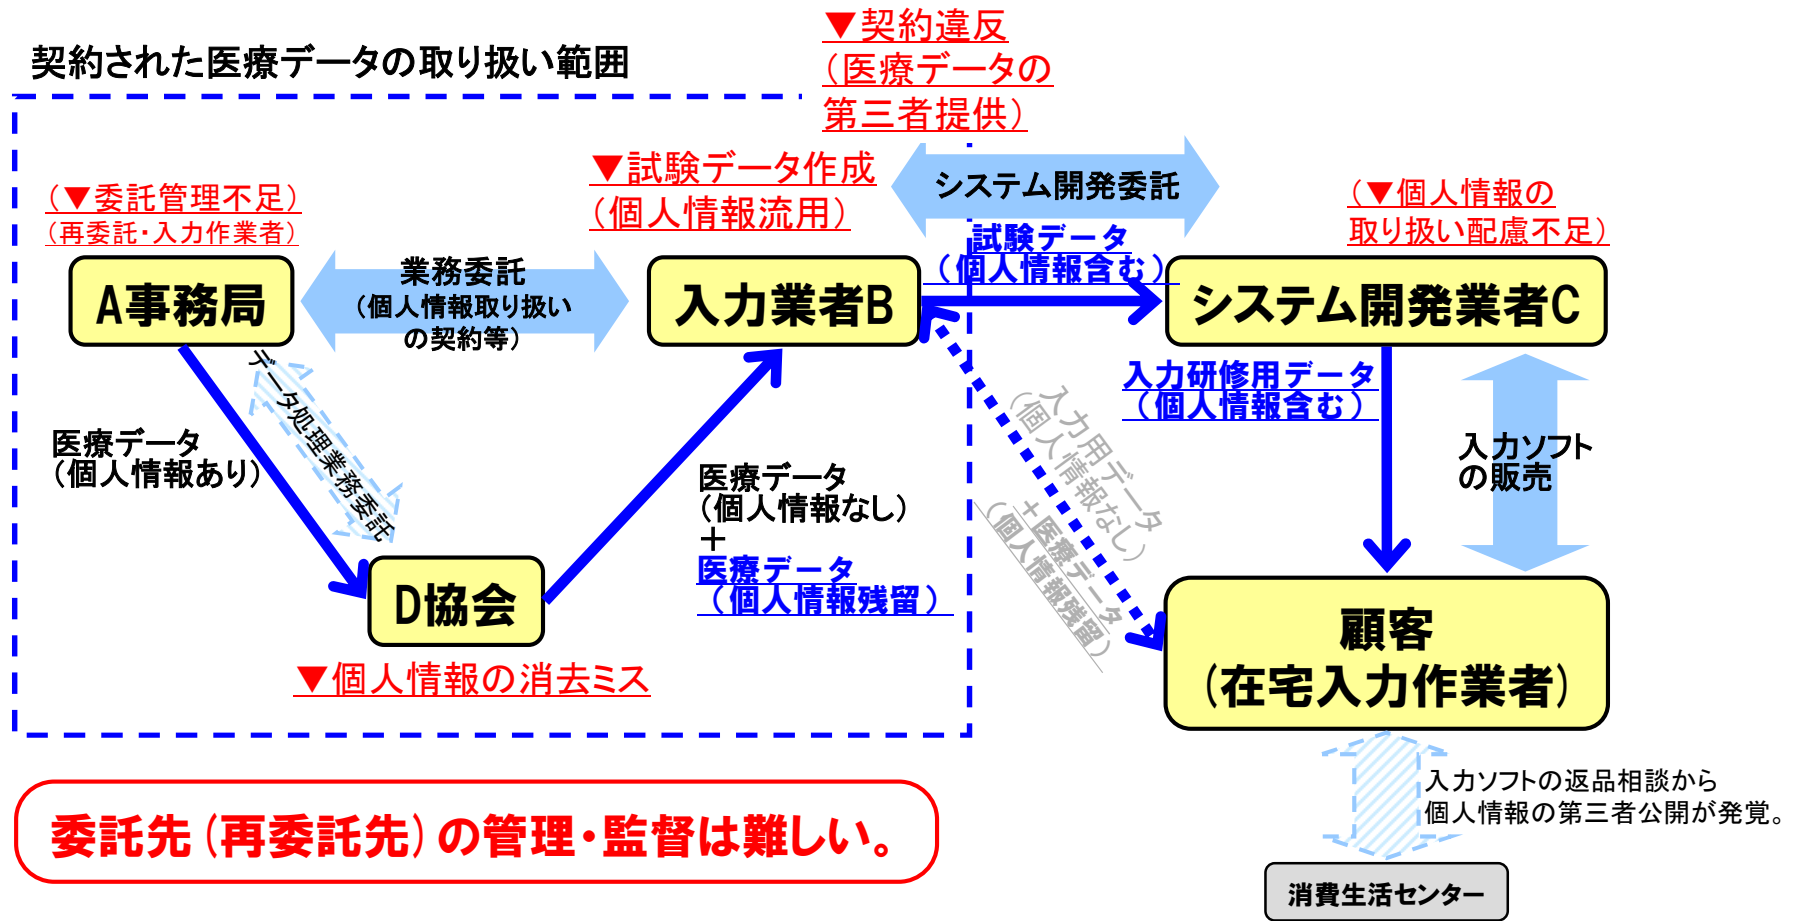 契約された医療データの取り扱い範囲
▼契約違反
（医療データの
第三者提供）
▼試験データ作成
（個人情報流用）
システム開発委託
（▼委託管理不足）
（再委託・入力作業者）
（▼個人情報の
取り扱い配慮不足）
試験データ
（個人情報含む）
A事務局
業務委託
（個人情報取り扱い
の契約等）
入力業者B
システム開発業者C
データ処理業務委託
医療データ
（個人情報あり）
医療データ
（個人情報なし）
＋
医療データ
（個人情報残留）
入力用データ
（個人情報なし）
＋医療データ
（個人情報残留）
入力研修用データ
（個人情報含む）
入力ソフト
の販売
D協会
▼個人情報の消去ミス
顧客
（在宅入力作業者）
委託先（再委託先）の管理・監督は難しい。
入力ソフトの返品相談から
個人情報の第三者公開が発覚。
消費生活センター